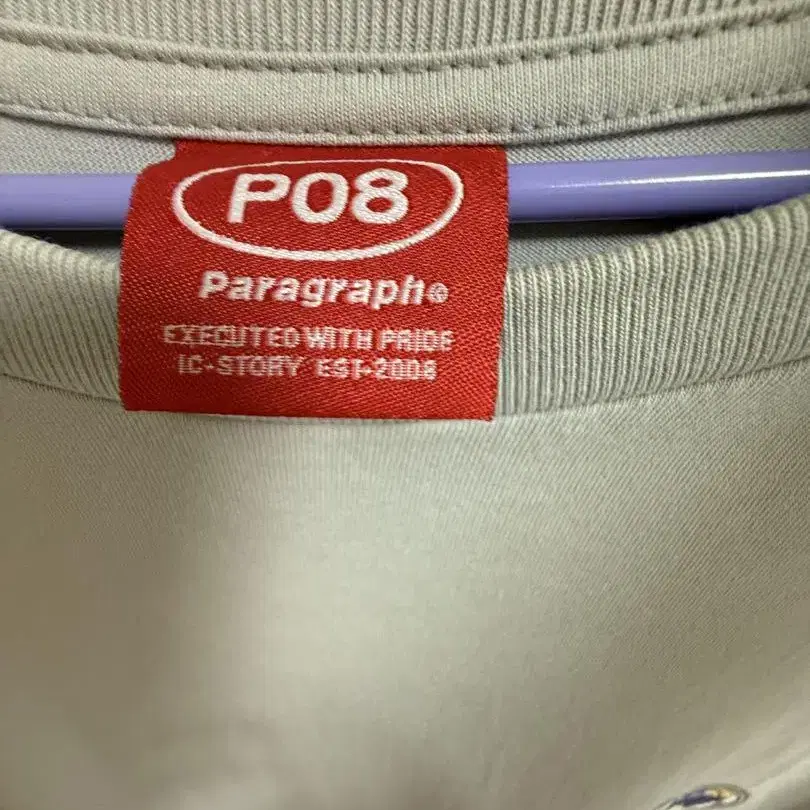 P08
Paragraph®
EXECUTED WITH PRIDE
IC-STORY EST-2008